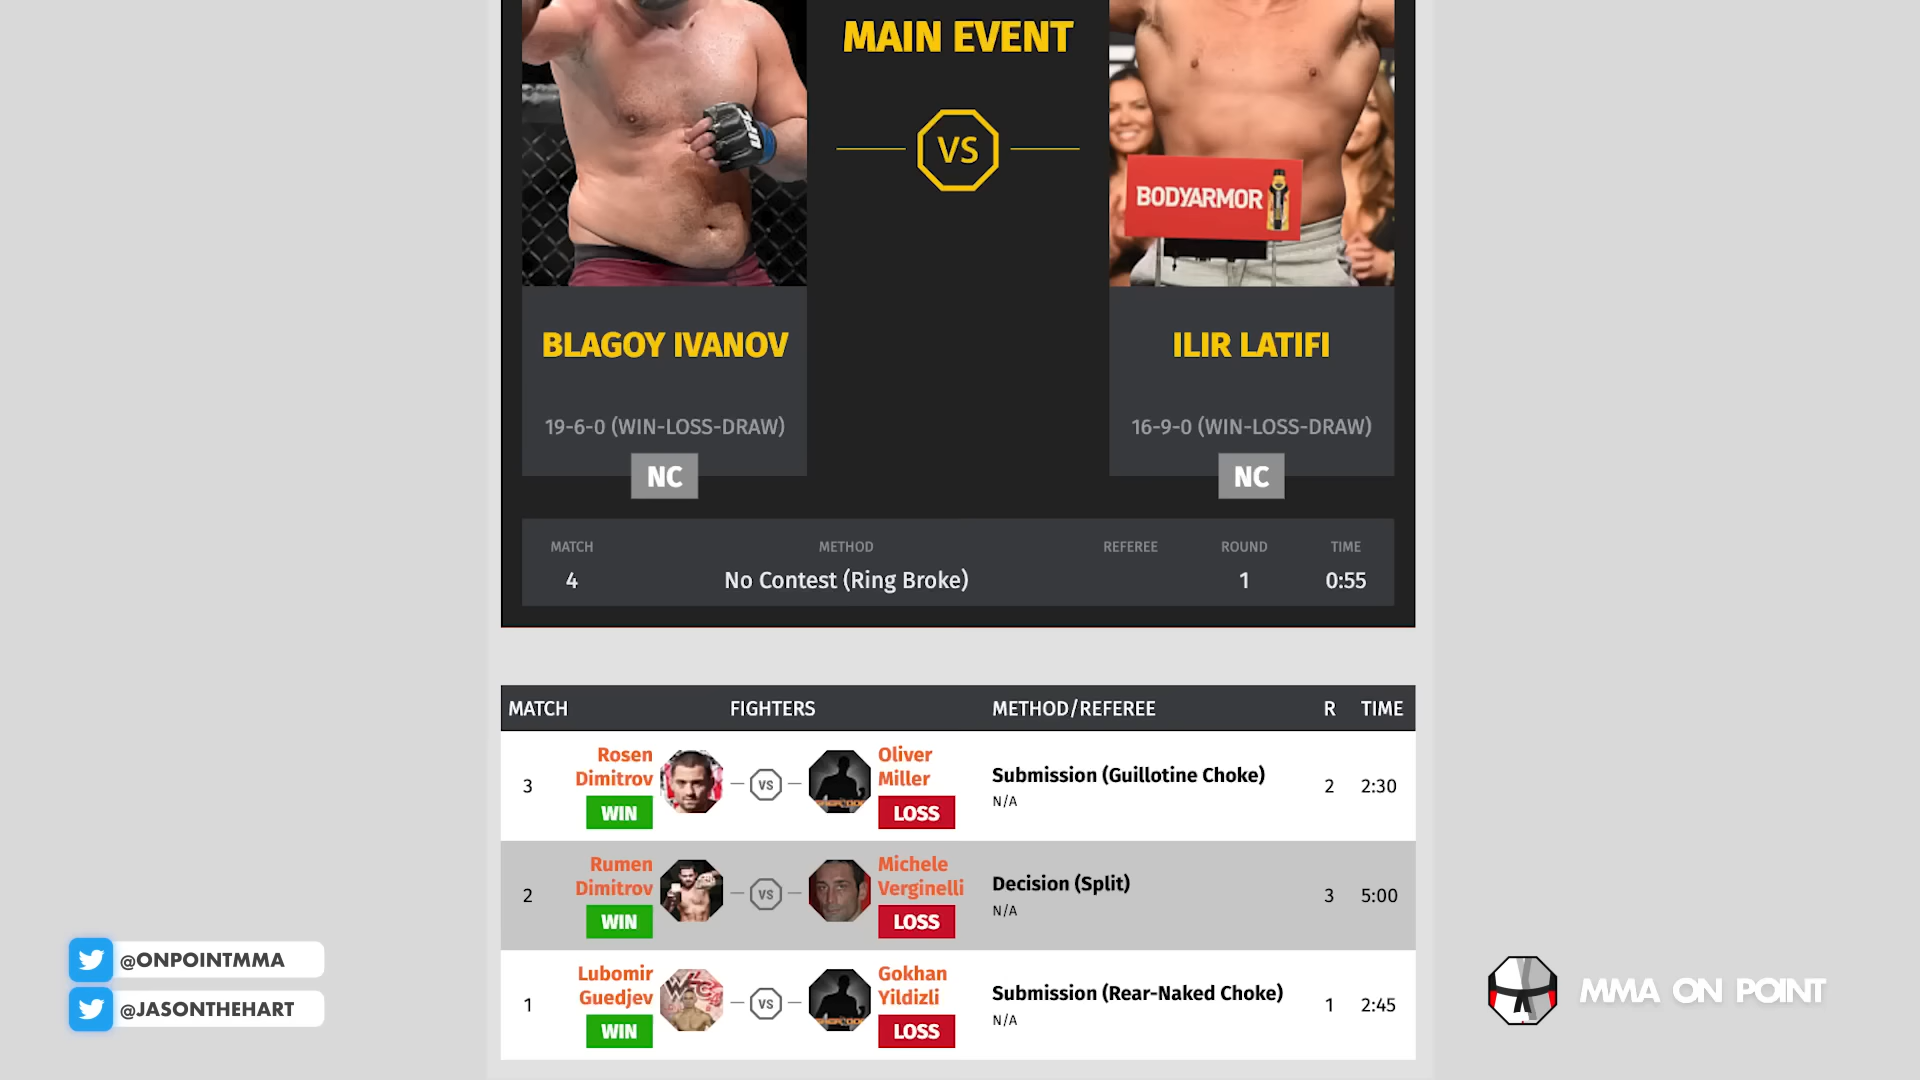 MAIN EVENT
VS
UFC
BODYARMOR
BLAGOY IVANOV
ILIR LATIFI
19-6-0 (WIN-LOSS-DRAW)
16-9-0 (WIN-LOSS-DRAW)
NC
NC
MATCH METHOD REFEREE ROUND TIME
4 No Contest (Ring Broke) 1 0:55
MATCH FIGHTERS METHOD/REFEREE R TIME
3
Rosen
Dimitrov
WIN
VS
Oliver
Miller
LOSS
Submission (Guillotine Choke)
N/A
2 2:30
2
Rumen
Dimitrov
WIN
VS
Michele
Verginelli
LOSS
Decision (Split)
N/A
3 5:00
1
Lubomir
Guedjev
WIN
VS
Gokhan
Yildizli
LOSS
Submission (Rear-Naked Choke)
N/A
1 2:45
@ONPOINTMMA
@JASONTHEHART
MMA ON POINT